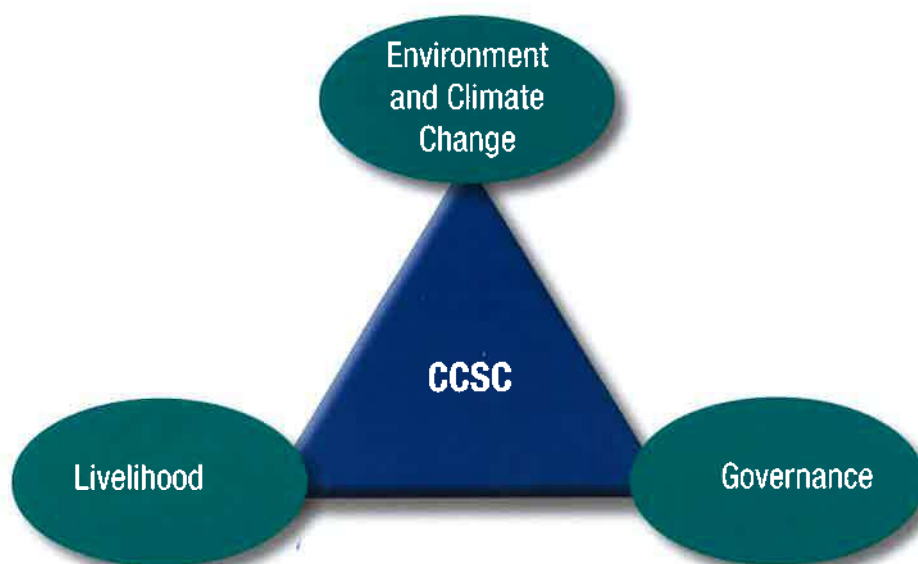 Environment
and Climate
Change
CCSC
Livelihood
Governance